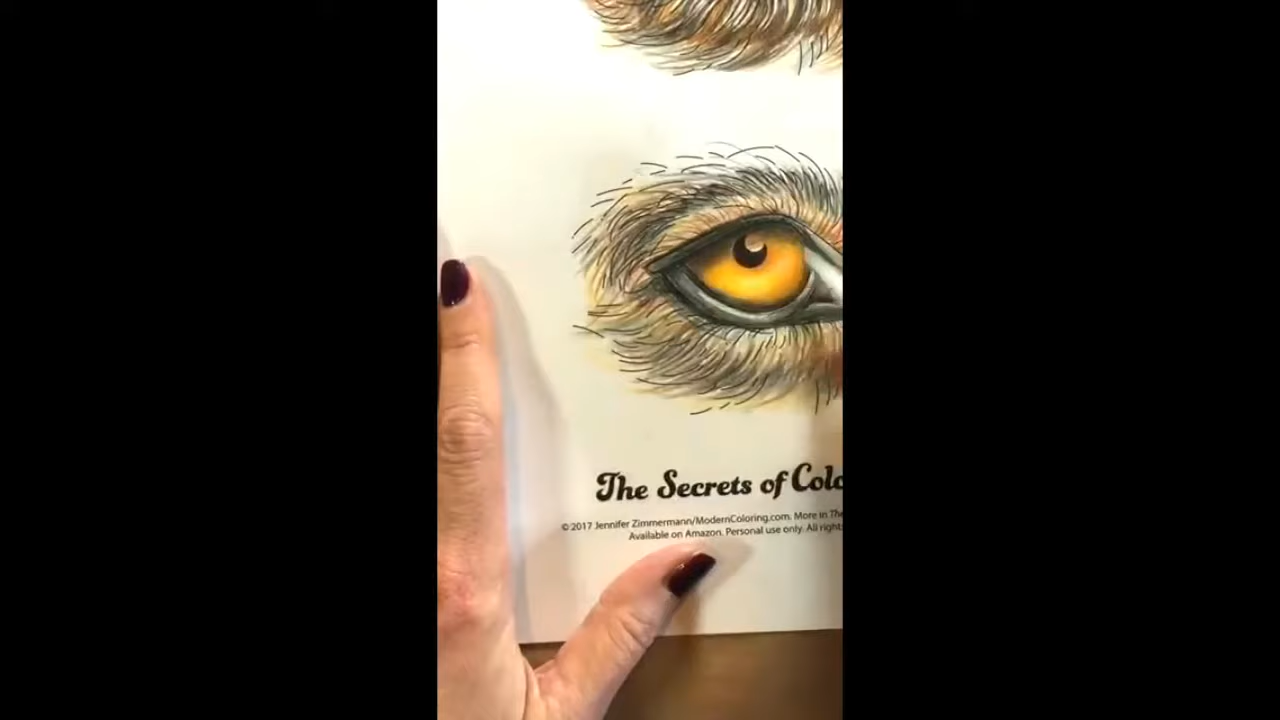 The Secrets of
© 2017 Jennifer Zimmermann/ModernColoring.com. More in The
Available on Amazon. Personal use only. All rights